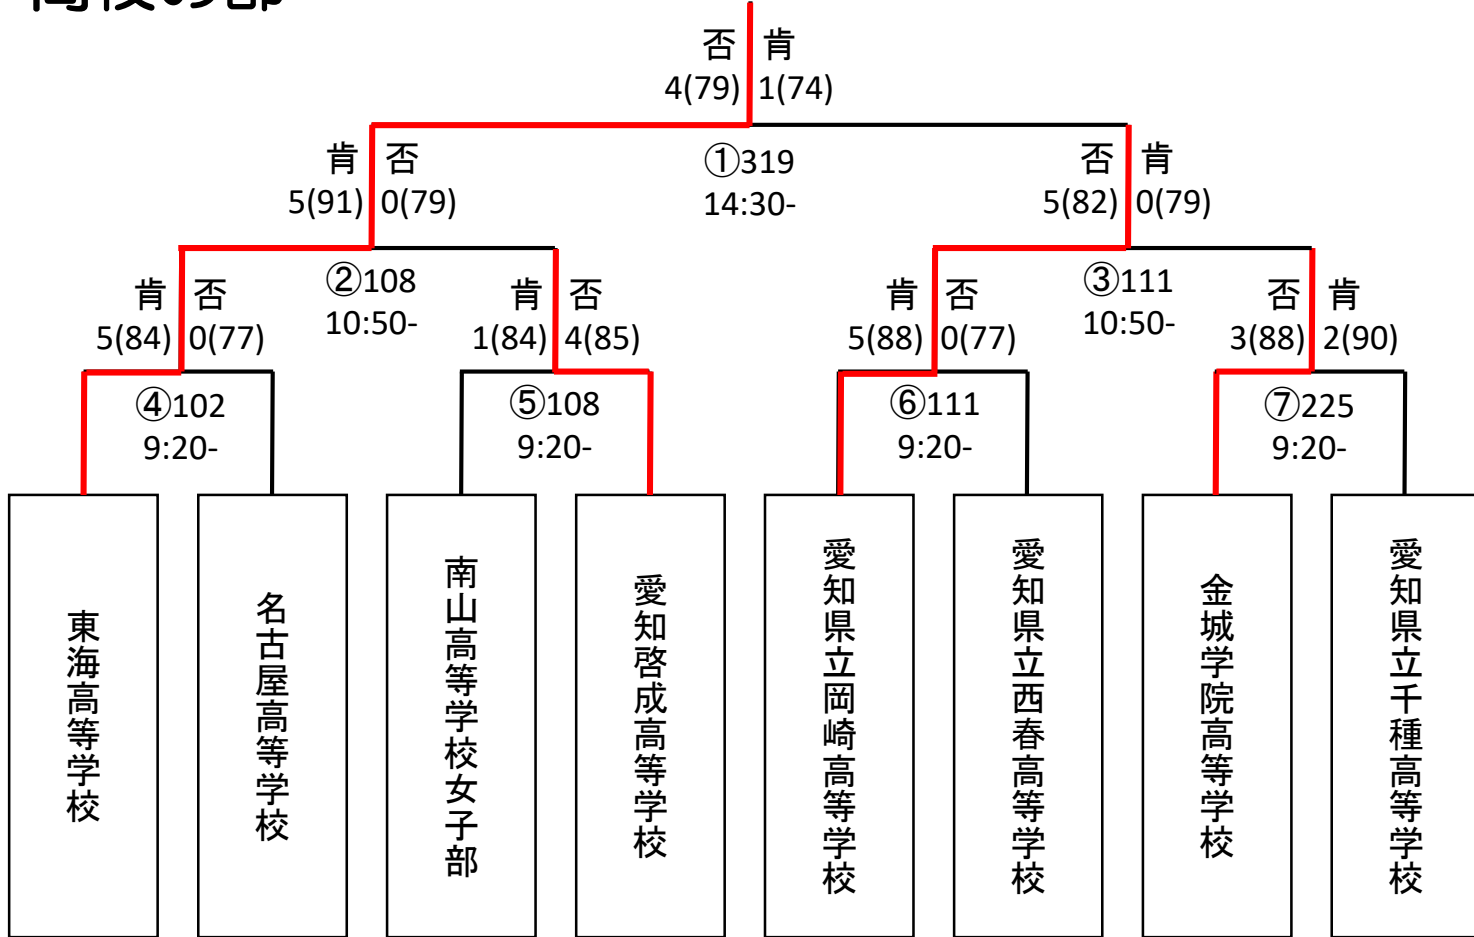 高校の部
否 肯
4(79) 1(74)
①319
14:30-
肯 否
5(91) 0(79)
否 肯
5(82) 0(79)
②108
10:50-
③111
10:50-
肯 否
5(84) 0(77)
肯 否
1(84) 4(85)
肯 否
5(88) 0(77)
否 肯
3(88) 2(90)
④102
9:20-
⑤108
9:20-
⑥111
9:20-
⑦225
9:20-
東海高等学校
名古屋高等学校
南山高等学校女子部
愛知啓成高等学校
愛知県立岡崎高等学校
愛知県立西春高等学校
金城学院高等学校
愛知県立千種高等学校